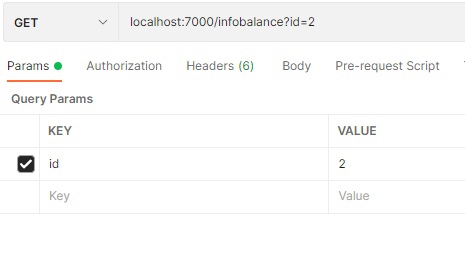 GET localhost:7000/infobalance?id=2
Params Authorization Headers (6) Body Pre-request Script
Query Params
KEY VALUE
id 2
Key Value